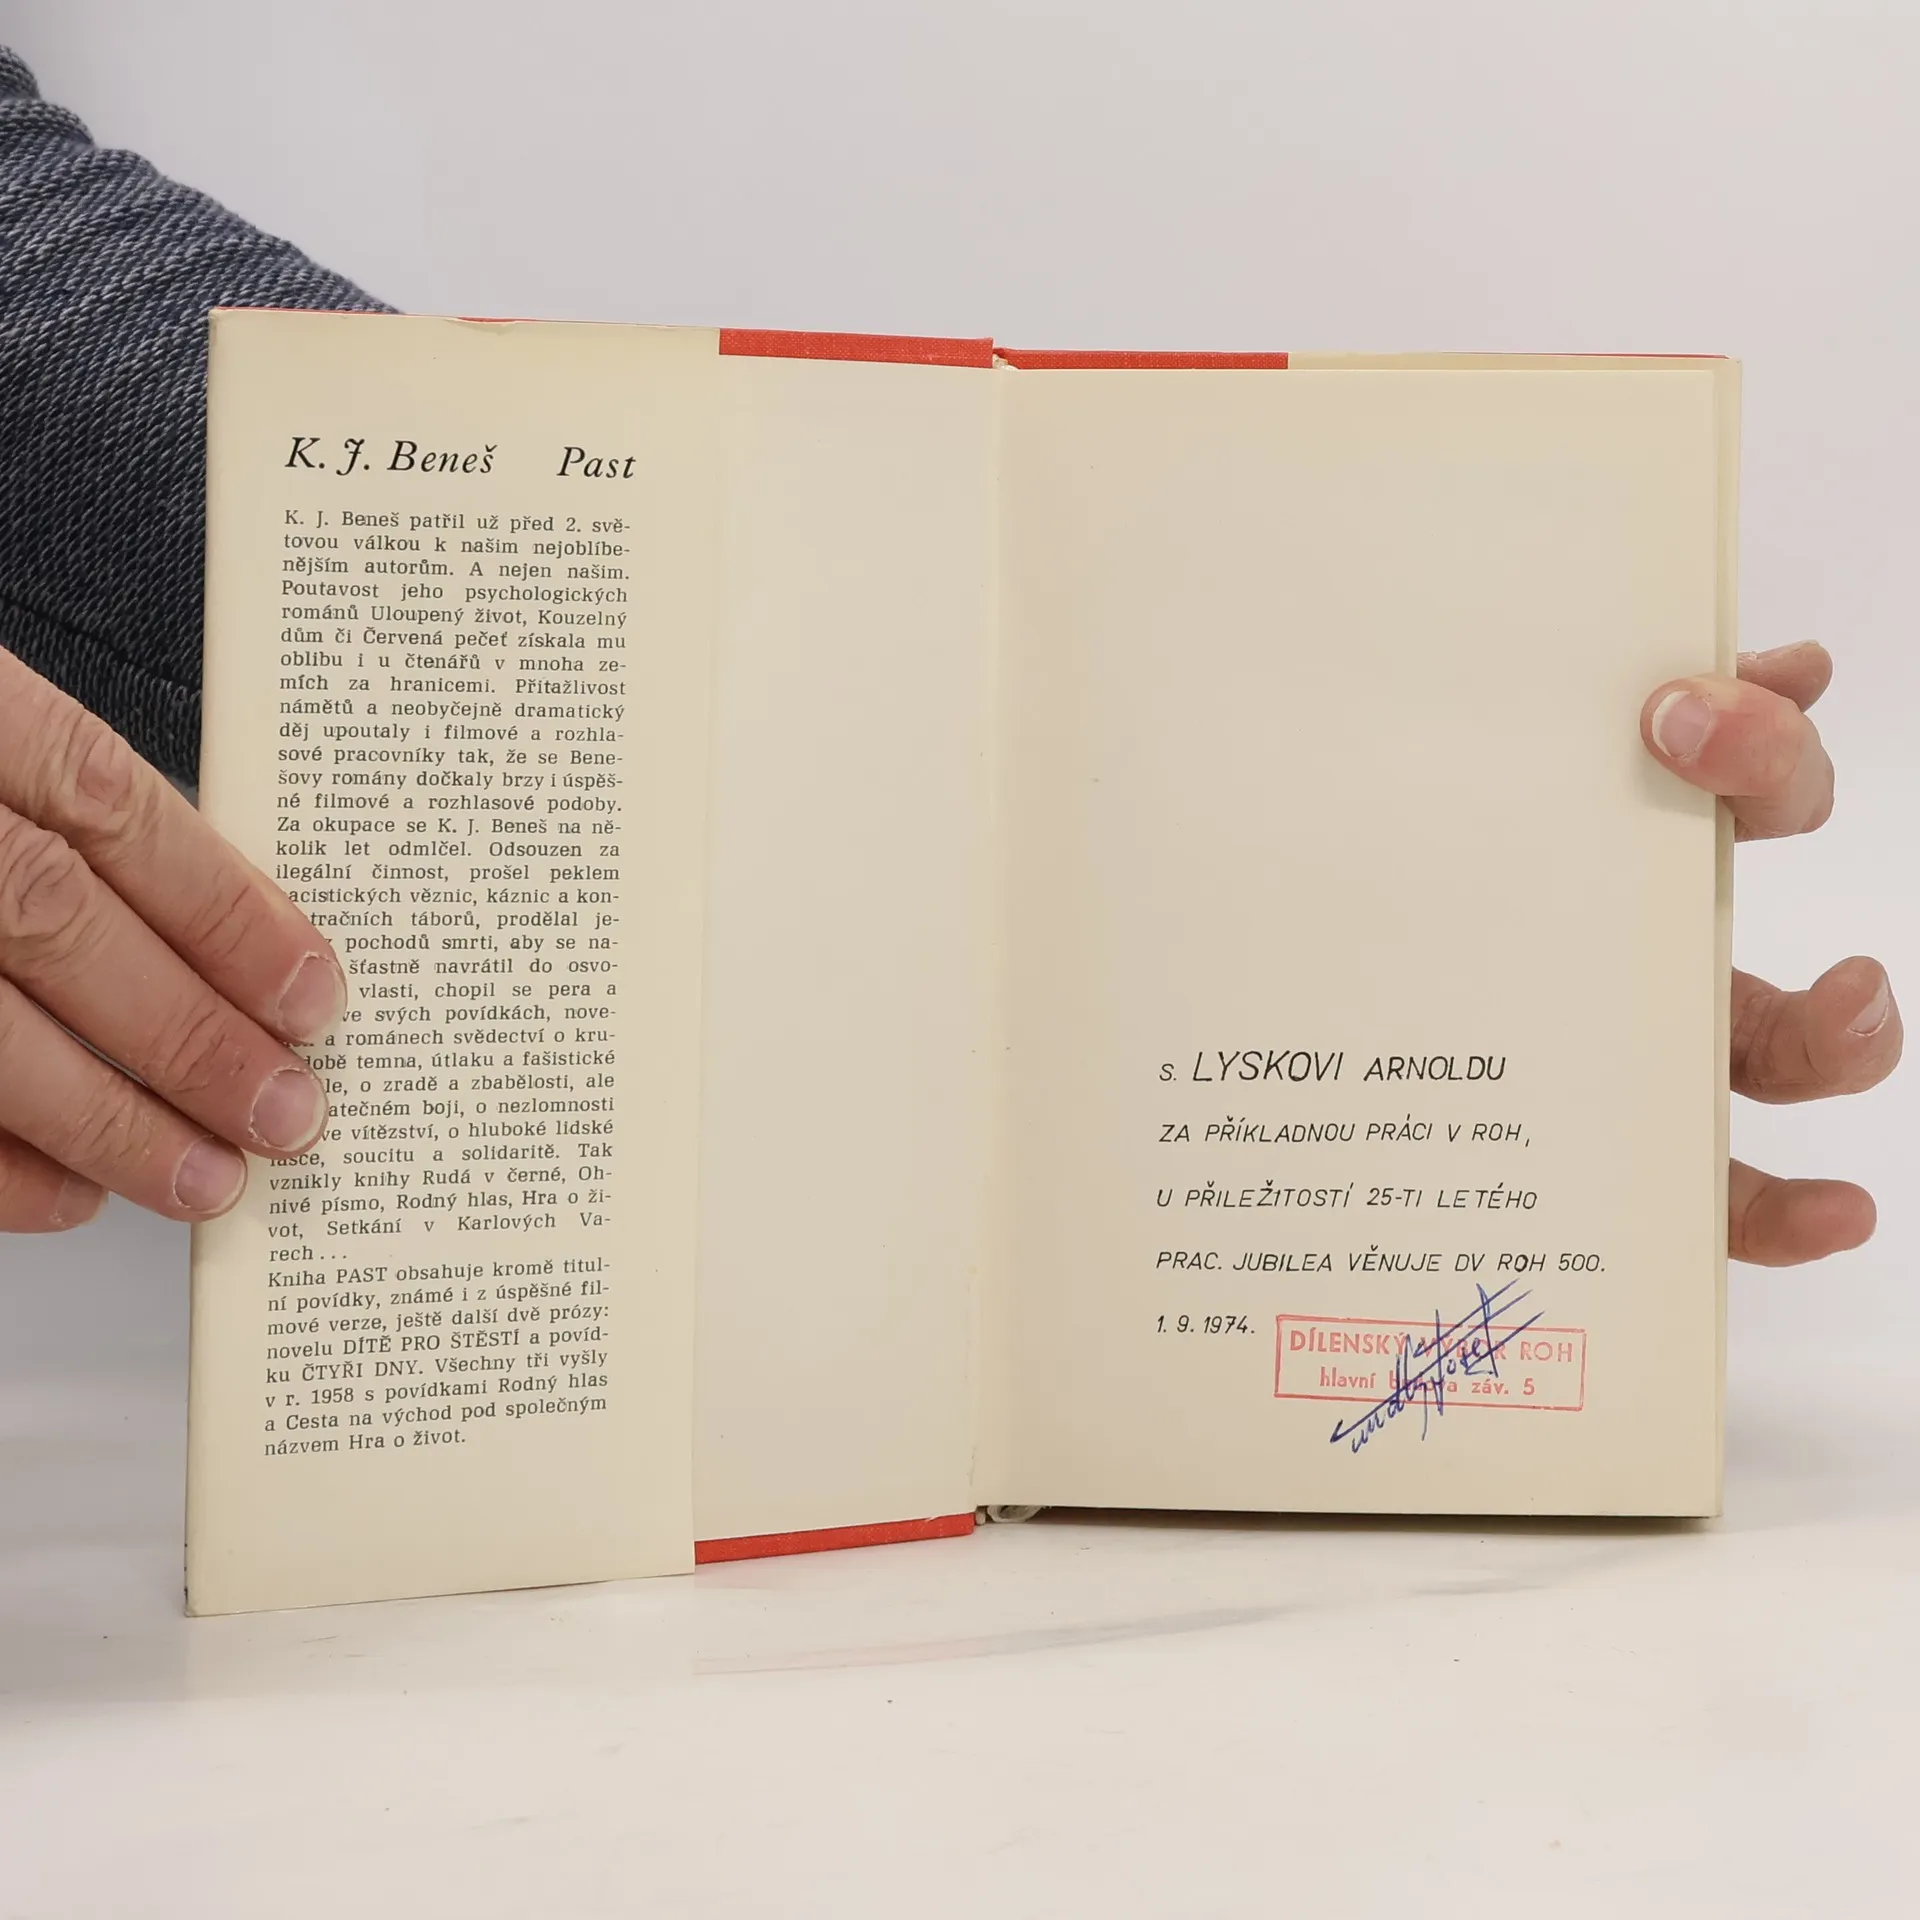 K. J. Beneš Past
K. J. Beneš patřil už před 2. svě-
tovou válkou k našim nejoblíbe-
nějším autorům. A nejen našim.
Poutavost jeho psychologických
románů Uloupený život, Kouzelný
dům či Červená pečeť získala mu
oblibu i u čtenářů v mnoha ze-
mích za hranicemi. Přitažlivost
námětů a neobyčejně dramatický
děj upoutaly i filmové a rozhla-
sové pracovníky tak, že se Bene-
šovy romány dočkaly brzy i úspěš-
né filmové a rozhlasové podoby.
Za okupace se K. J. Beneš na ně-
kolik let odmlčel. Odsouzen za
ilegální činnost, prošel peklem
acistických věznic, káznic a kon-
tračních táborů, prodělal je-
z pochodů smrti, aby se na-
šťastně navrátil do osvo-
vlasti, chopil se pera a
ve svých povídkách, nove-
a románech svědectví o kru-
době temna, útlaku a fašistické
le, o zradě a zbabělosti, ale
atečném boji, o nezlomnosti
ve vítězství, o hluboké lidské
lásce, soucitu a solidaritě. Tak
vznikly knihy Rudá v černé, Oh-
nivé písmo, Rodný hlas, Hra o ži-
vot, Setkání v Karlových Va-
rech...
Kniha PAST obsahuje kromě titul-
ní povídky, známé i z úspěšné fil-
mové verze, ještě další dvě prózy:
novelu DÍTĚ PRO ŠTĚSTÍ a povíd-
ku ČTYŘI DNY. Všechny tři vyšly
v r. 1958 s povídkami Rodný hlas
a Cesta na východ pod společným
názvem Hra o život.
S. LYSKOVI ARNOLDU
ZA PŘÍKLADNOU PRÁCI V ROH,
U PŘILEŽITOSTÍ 25-TI LETÉHO
PRAC. JUBILEA VĚNUJE DV ROH 500.
1. 9. 1974.
DÍLENSKÝ VÝBOR ROH
hlavní budova záv. 5